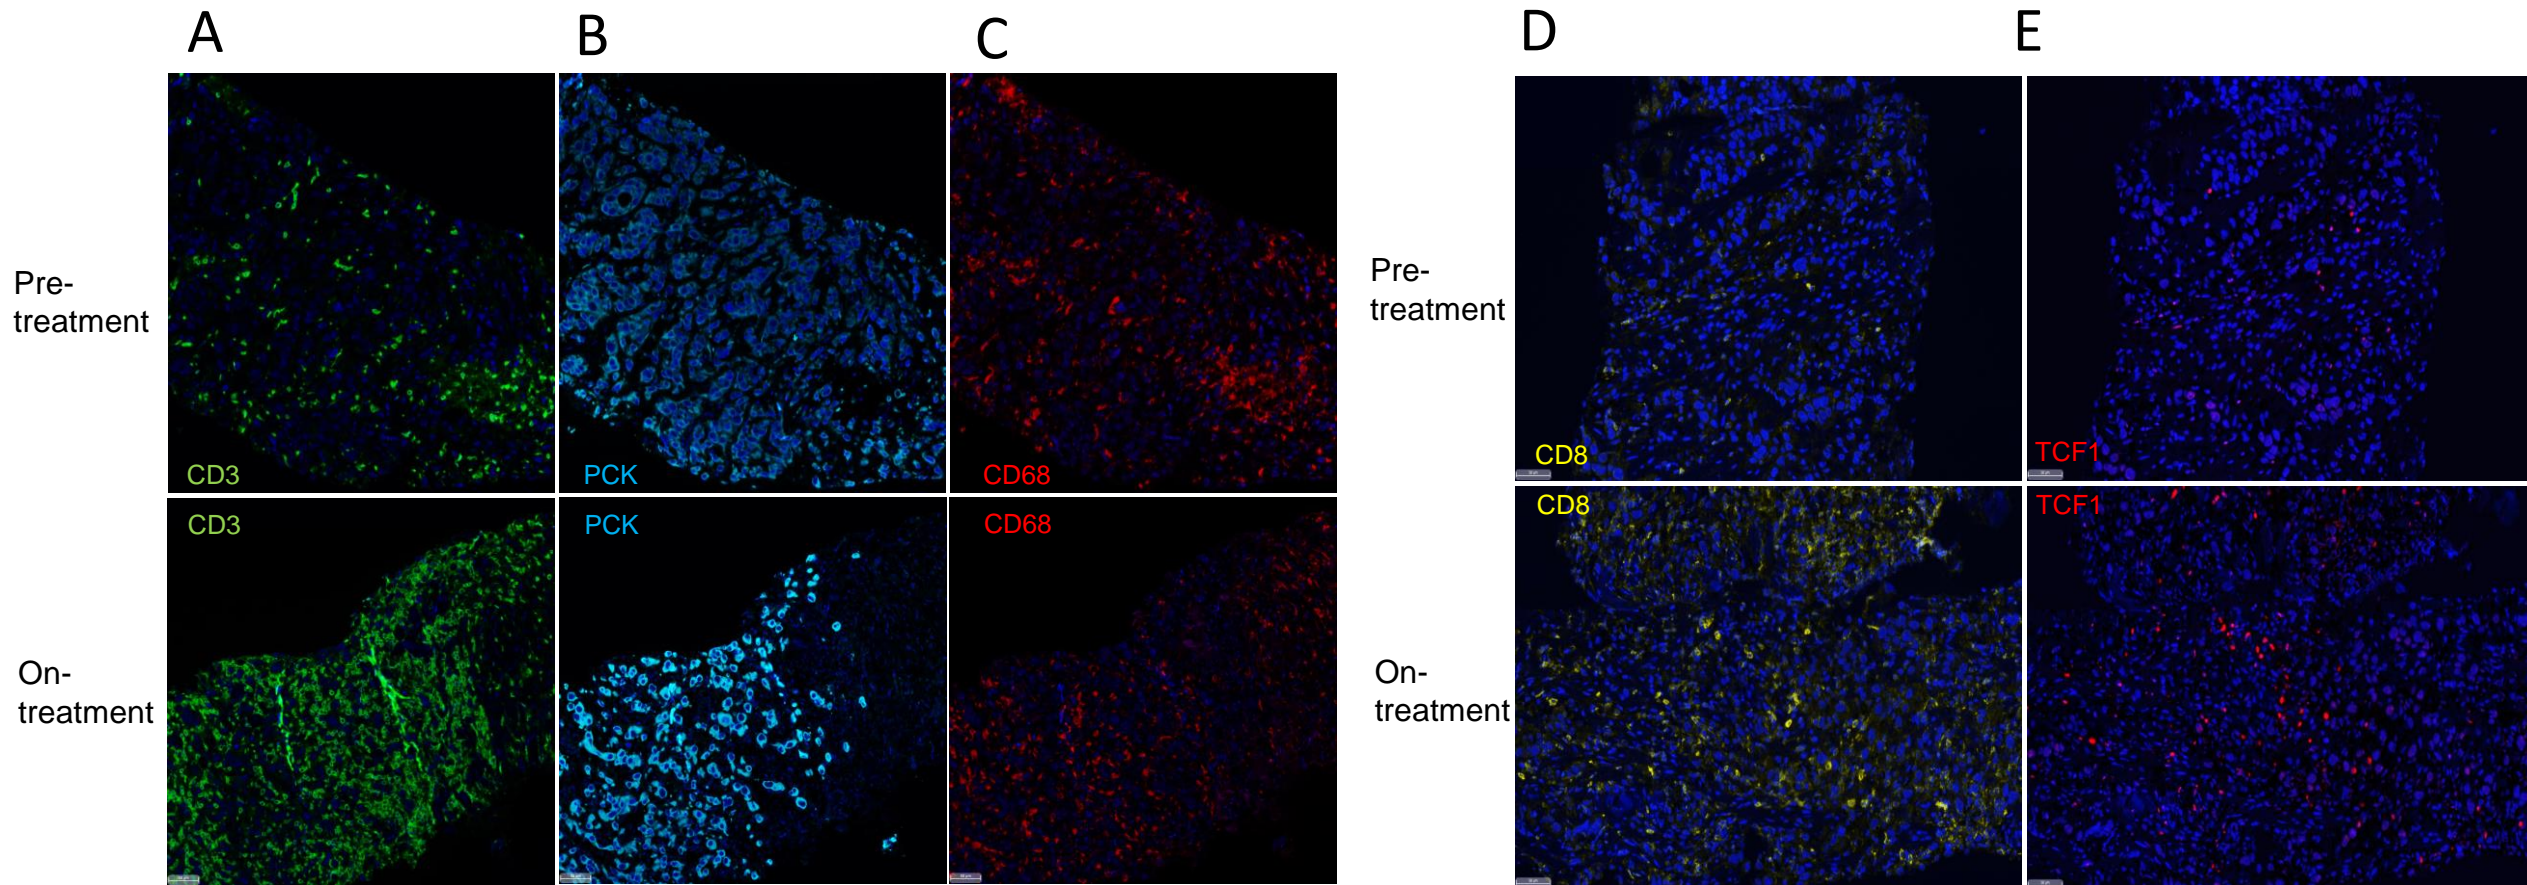 A
B
C
D
E
Pre-
treatment
CD3
PCK
CD68
Pre-
treatment
CD8
TCF1
On-
treatment
CD3
PCK
CD68
On-
treatment
CD8
TCF1